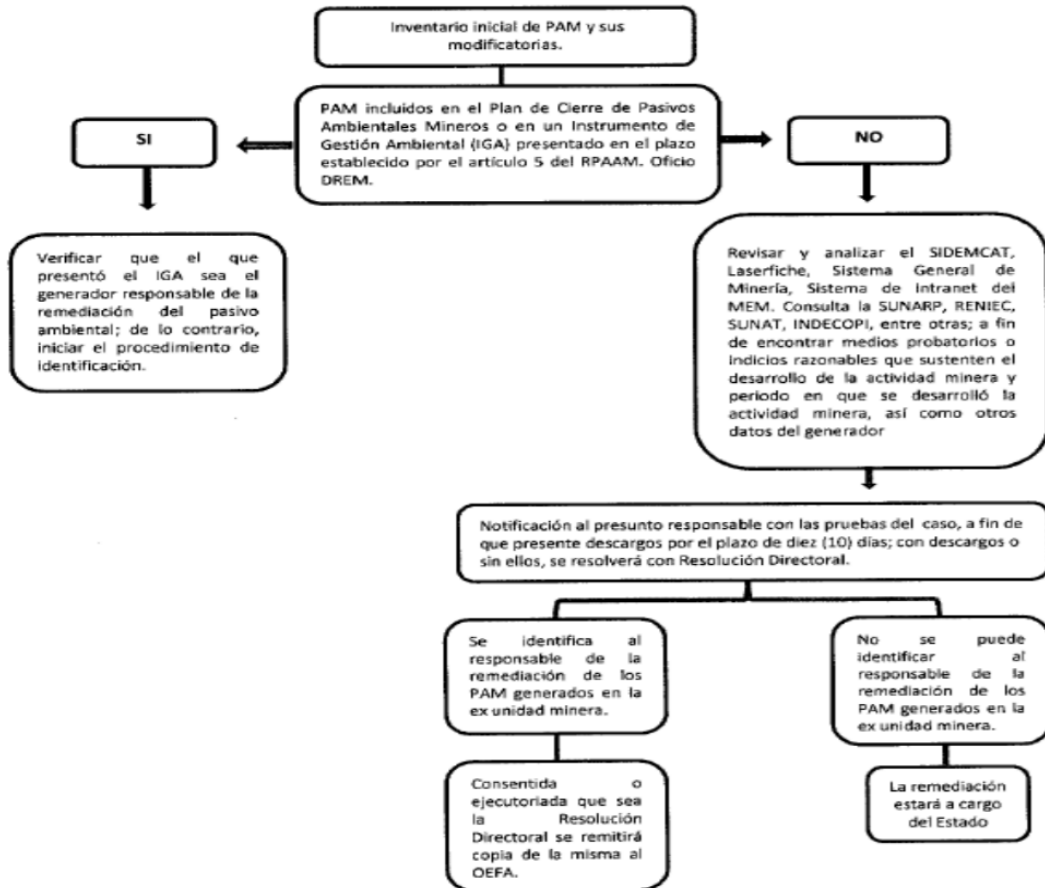 Inventario inicial de PAM y sus
modificatorias.
PAM incluidos en el Plan de Cierre de Pasivos
Ambientales Mineros o en un Instrumento de
Gestión Ambiental (IGA) presentado en el plazo
establecido por el artículo 5 del RPAAM. Oficio
DREM.
SI
NO
Verificar que el que
presentó el IGA sea el
generador responsable de la
remediación del pasivo
ambiental; de lo contrario,
iniciar el procedimiento de
identificación.
Revisar y analizar el SIDEMCAT,
Laserfiche, Sistema General de
Minería, Sistema de Intranet del
MEM. Consulta la SUNARP, RENIEC,
SUNAT, INDECOPI, entre otras; a fin
de encontrar medios probatorios o
indicios razonables que sustenten el
desarrollo de la actividad minera y
periodo en que se desarrolló la
actividad minera, así como otros
datos del generador
Notificación al presunto responsable con las pruebas del caso, a fin de
que presente descargos por el plazo de diez (10) días; con descargos o
sin ellos, se resolverá con Resolución Directoral.
Se identifica al
responsable de la
remediación de los
PAM generados en la
ex unidad minera.
No se puede
identificar al
responsable de la
remediación de los
PAM generados en la
ex unidad minera.
Consentida o
ejecutoriada que sea
la Resolución
Directoral se remitirá
copia de la misma al
OEFA.
La remediación
estará a cargo
del Estado